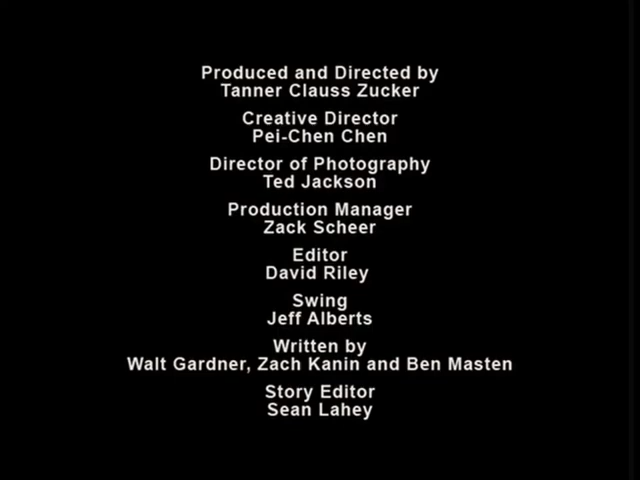 Produced and Directed by
Tanner Clauss Zucker
Creative Director
Pei-Chen Chen
Director of Photography
Ted Jackson
Production Manager
Zack Scheer
Editor
David Riley
Swing
Jeff Alberts
Written by
Walt Gardner, Zach Kanin and Ben Masten
Story Editor
Sean Lahey